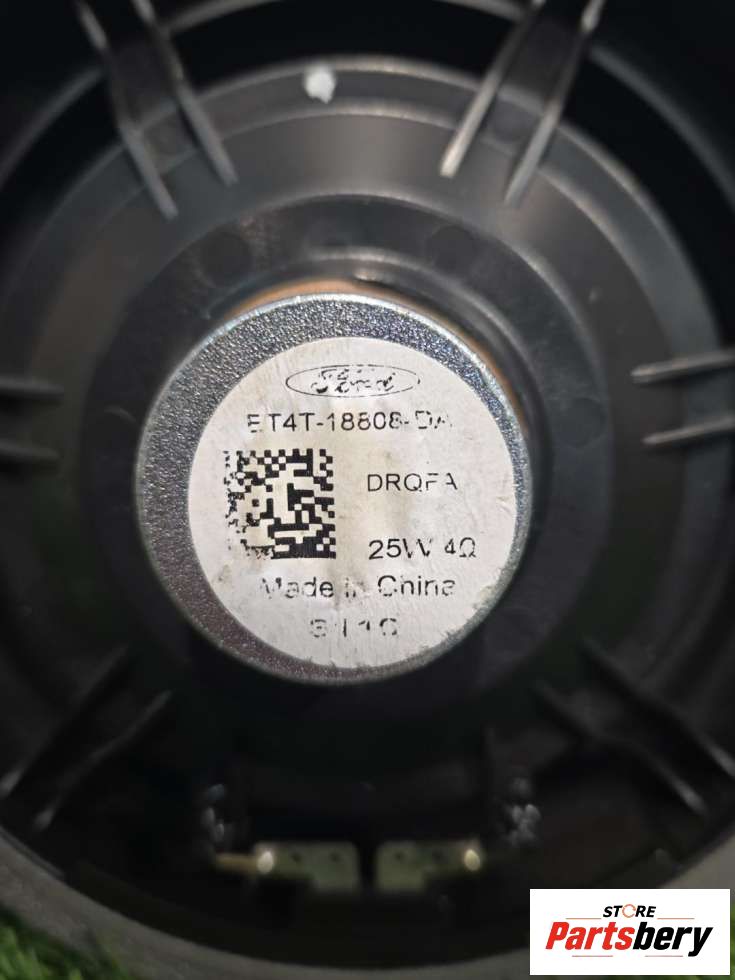 Ford
ET4T-18808-DA
DRQFA
25W 4Ω
Made in China
STORE
Partsbery